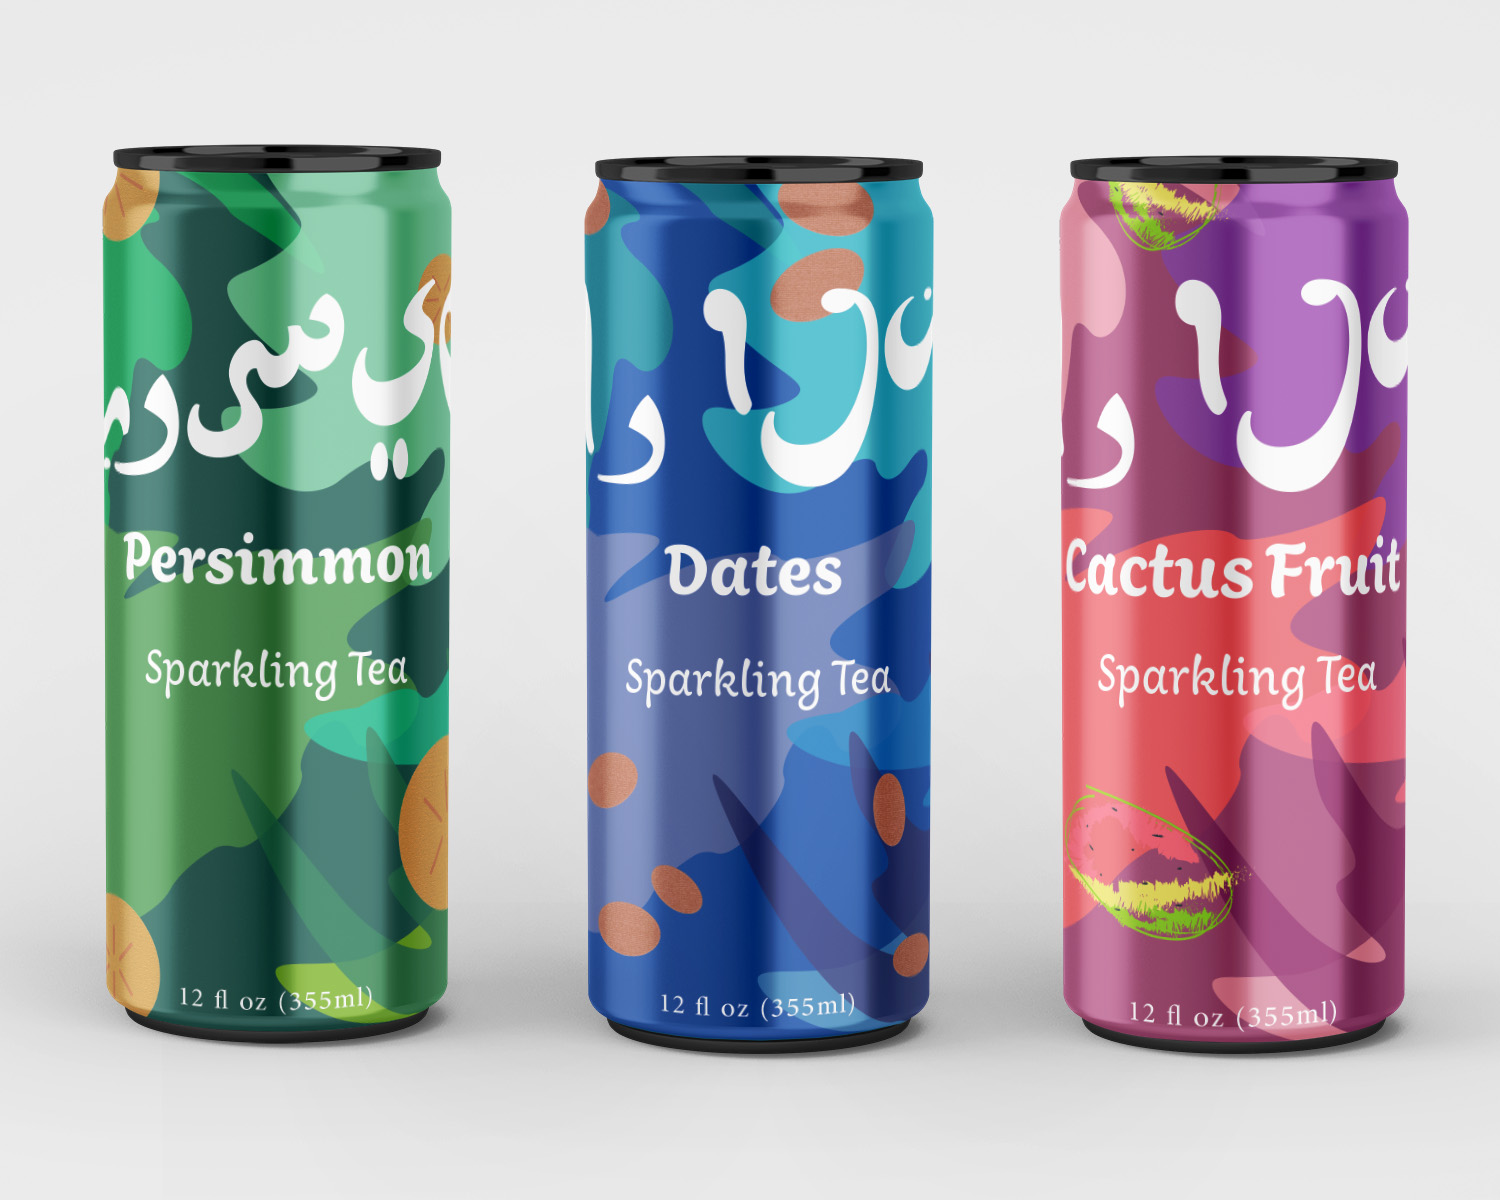 Persimmon
Sparkling Tea
12 fl oz (355ml)
Dates
Sparkling Tea
12 fl oz (355ml)
Cactus Fruit
Sparkling Tea
12 fl oz (355ml)